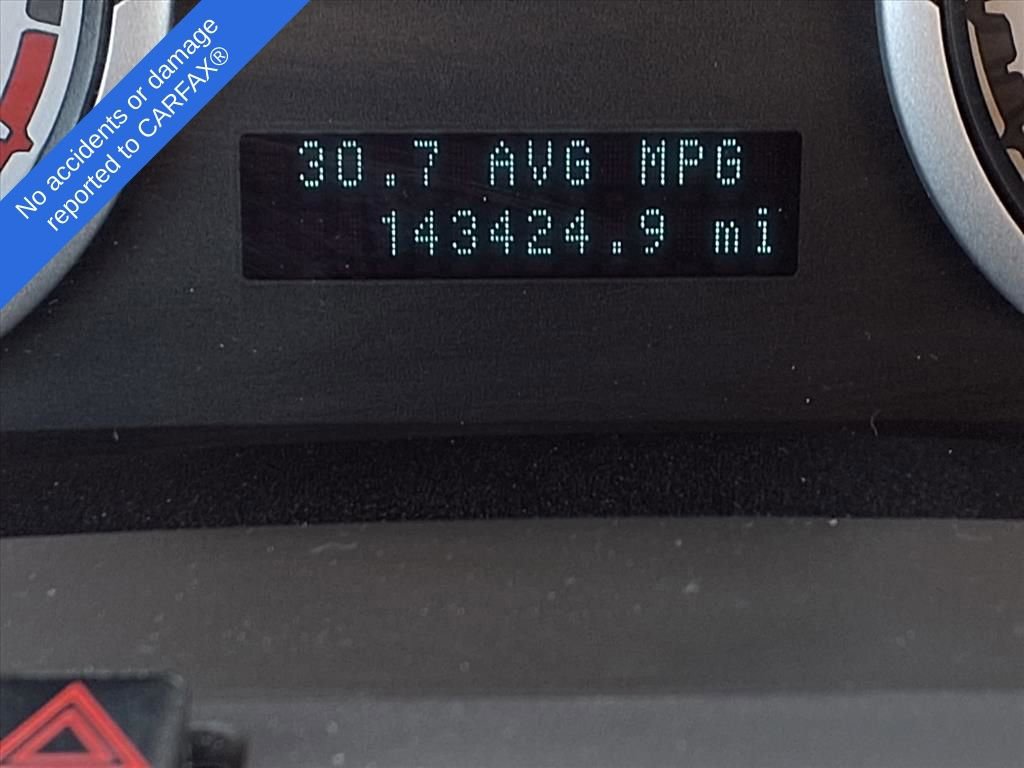 No accidents or damage
reported to CARFAX®
30.7 AVG MPG
143424.9 mi